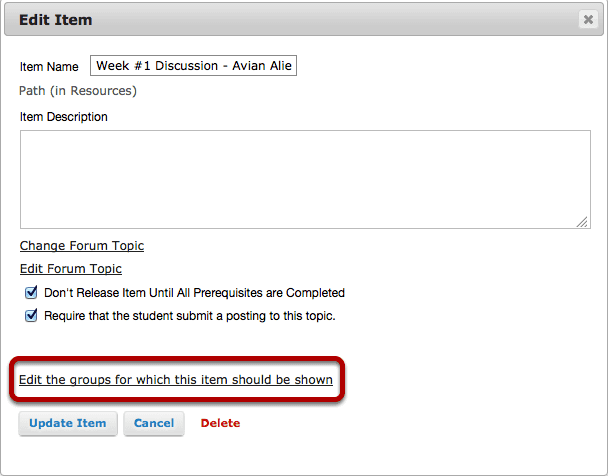 Edit Item
Item Name Week #1 Discussion - Avian Alie
Path (in Resources)
Item Description
Change Forum Topic
Edit Forum Topic
Don't Release Item Until All Prerequisites are Completed
Require that the student submit a posting to this topic.
Edit the groups for which this item should be shown
Update Item Cancel Delete